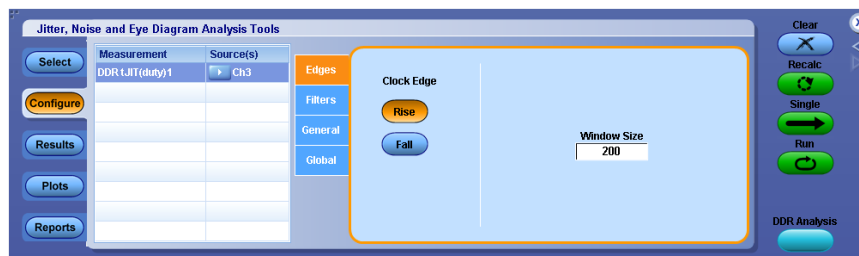 Jitter, Noise and Eye Diagram Analysis Tools
Clear
Select
Measurement
Source(s)
DDR tJIT(duty)1
Ch3
Edges
Clock Edge
Recalc
Configure
Filters
Rise
Single
General
Window Size
Results
Fall
200
Run
Global
Plots
Reports
DDR Analysis